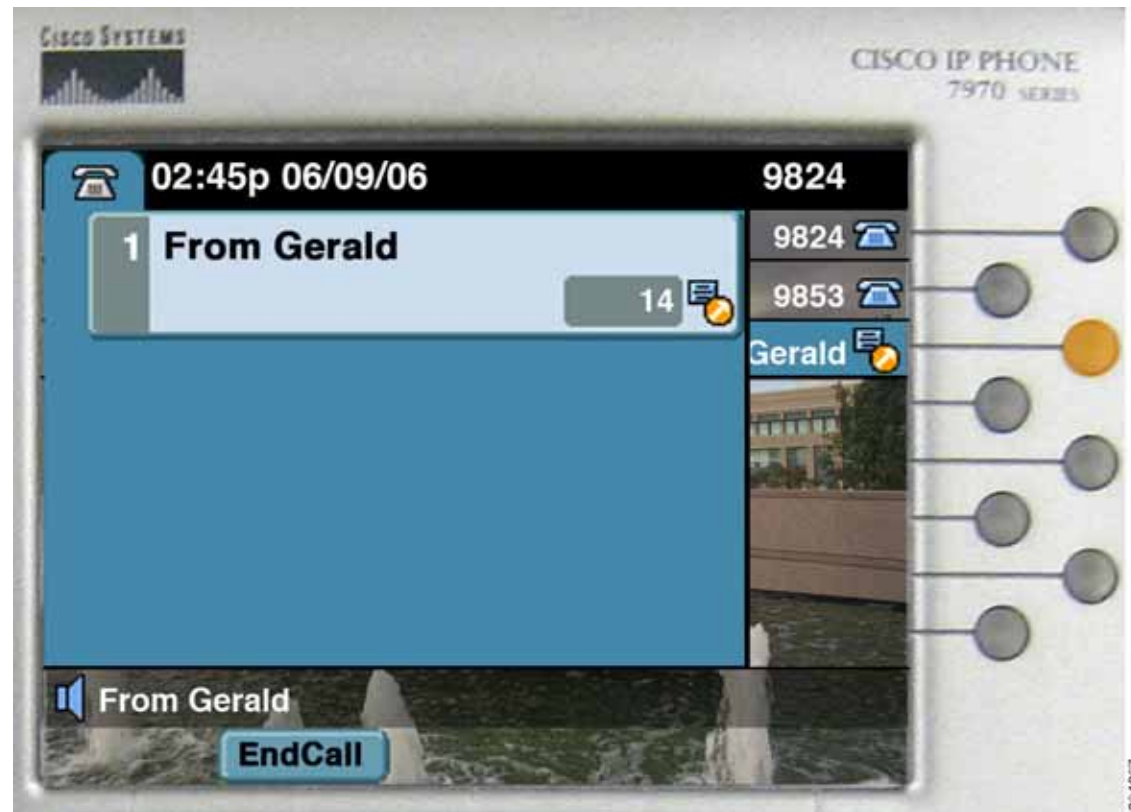 CISCO SYSTEMS
CISCO IP PHONE
7970 SERIES
02:45p 06/09/06
9824
1 From Gerald
14
9824
9853
Gerald
From Gerald
EndCall